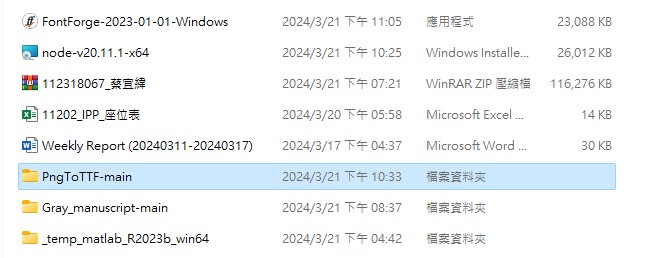 FontForge-2023-01-01-Windows 2024/3/21 下午 11:05 應用程式 23,088 KB
node-v20.11.1-x64 2024/3/21 下午 10:25 Windows Installe... 26,012 KB
112318067_蔡宜緯 2024/3/21 下午 07:21 WinRAR ZIP 壓縮檔 116,276 KB
11202_IPP_座位表 2024/3/20 下午 05:58 Microsoft Excel ... 14 KB
Weekly Report (20240311-20240317) 2024/3/17 下午 04:37 Microsoft Word ... 30 KB
PngToTTF-main 2024/3/21 下午 10:33 檔案資料夾
Gray_manuscript-main 2024/3/21 下午 08:37 檔案資料夾
_temp_matlab_R2023b_win64 2024/3/21 下午 04:42 檔案資料夾